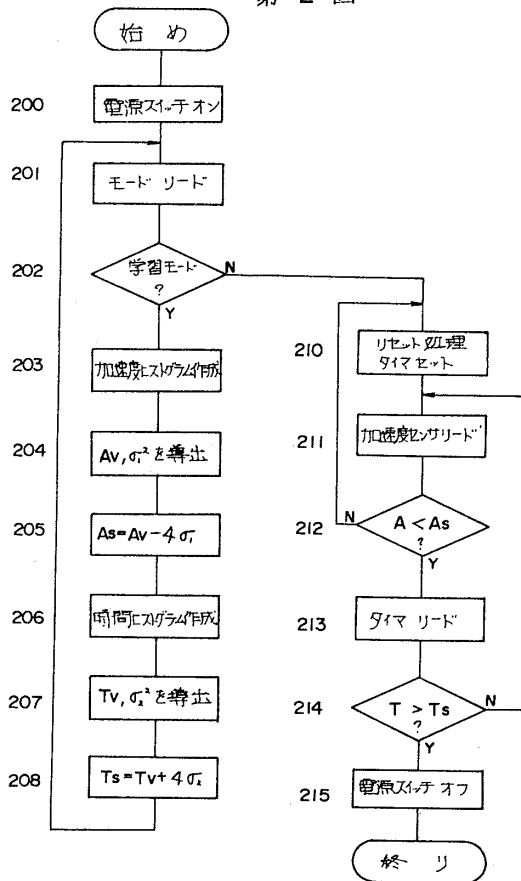 第 2 図
始 め
200
電源スイッチオン
201
モード リード
202
学習モード
?
N
Y
203
加速度ヒストグラム作成
204
Av, σ₁² を導出
205
As=Av−4σ₁
206
時間ヒストグラム作成
207
Tv, σ₂² を導出
208
Ts=Tv+4σ₂
210
リセット処理
タイマセット
211
加速度センサリード
212
A < As
?
N
Y
213
タイマ リード
214
T > Ts
?
N
Y
215
電源スイッチ オフ
終 り